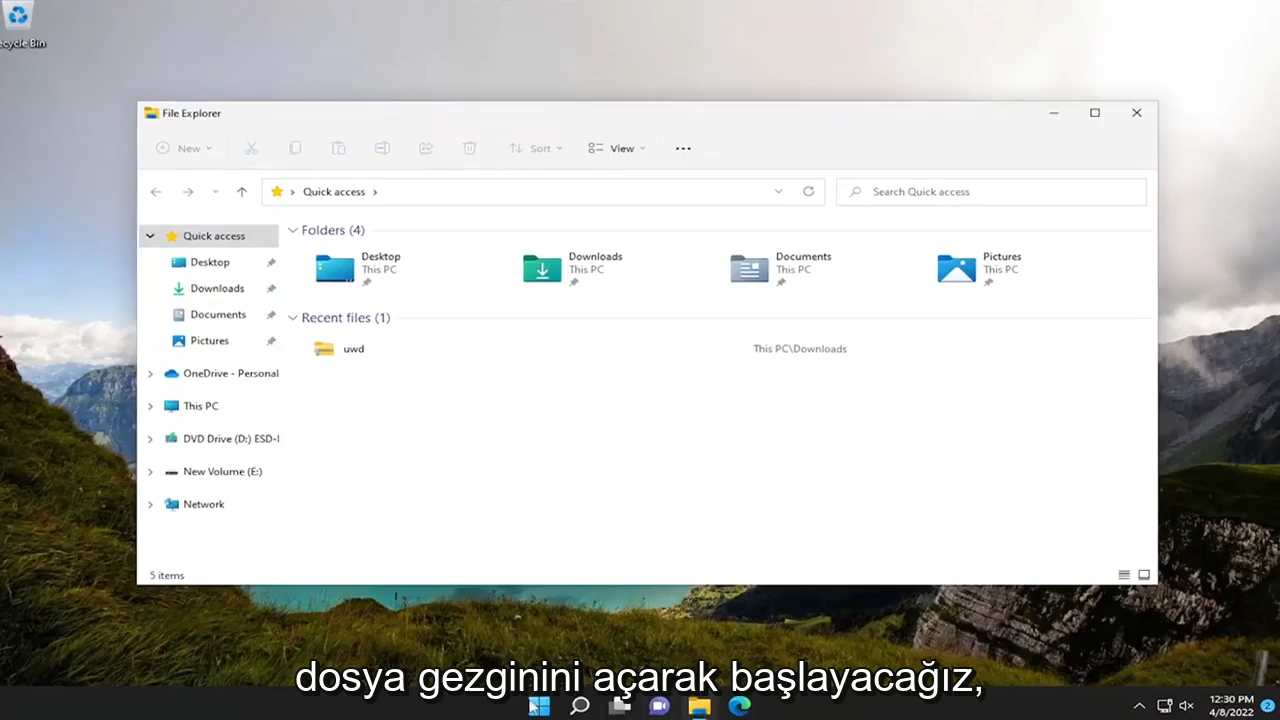 ecycle Bin
File Explorer
New
Sort
View
Quick access
Search Quick access
Quick access
Desktop
Downloads
Documents
Pictures
OneDrive - Personal
This PC
DVD Drive (D:) ESD-I
New Volume (E:)
Network
Folders (4)
Desktop
This PC
Downloads
This PC
Documents
This PC
Pictures
This PC
Recent files (1)
uwd
This PC\Downloads
5 items
dosya gezginini açarak başlayacağız,
12:30 PM
4/8/2022
2